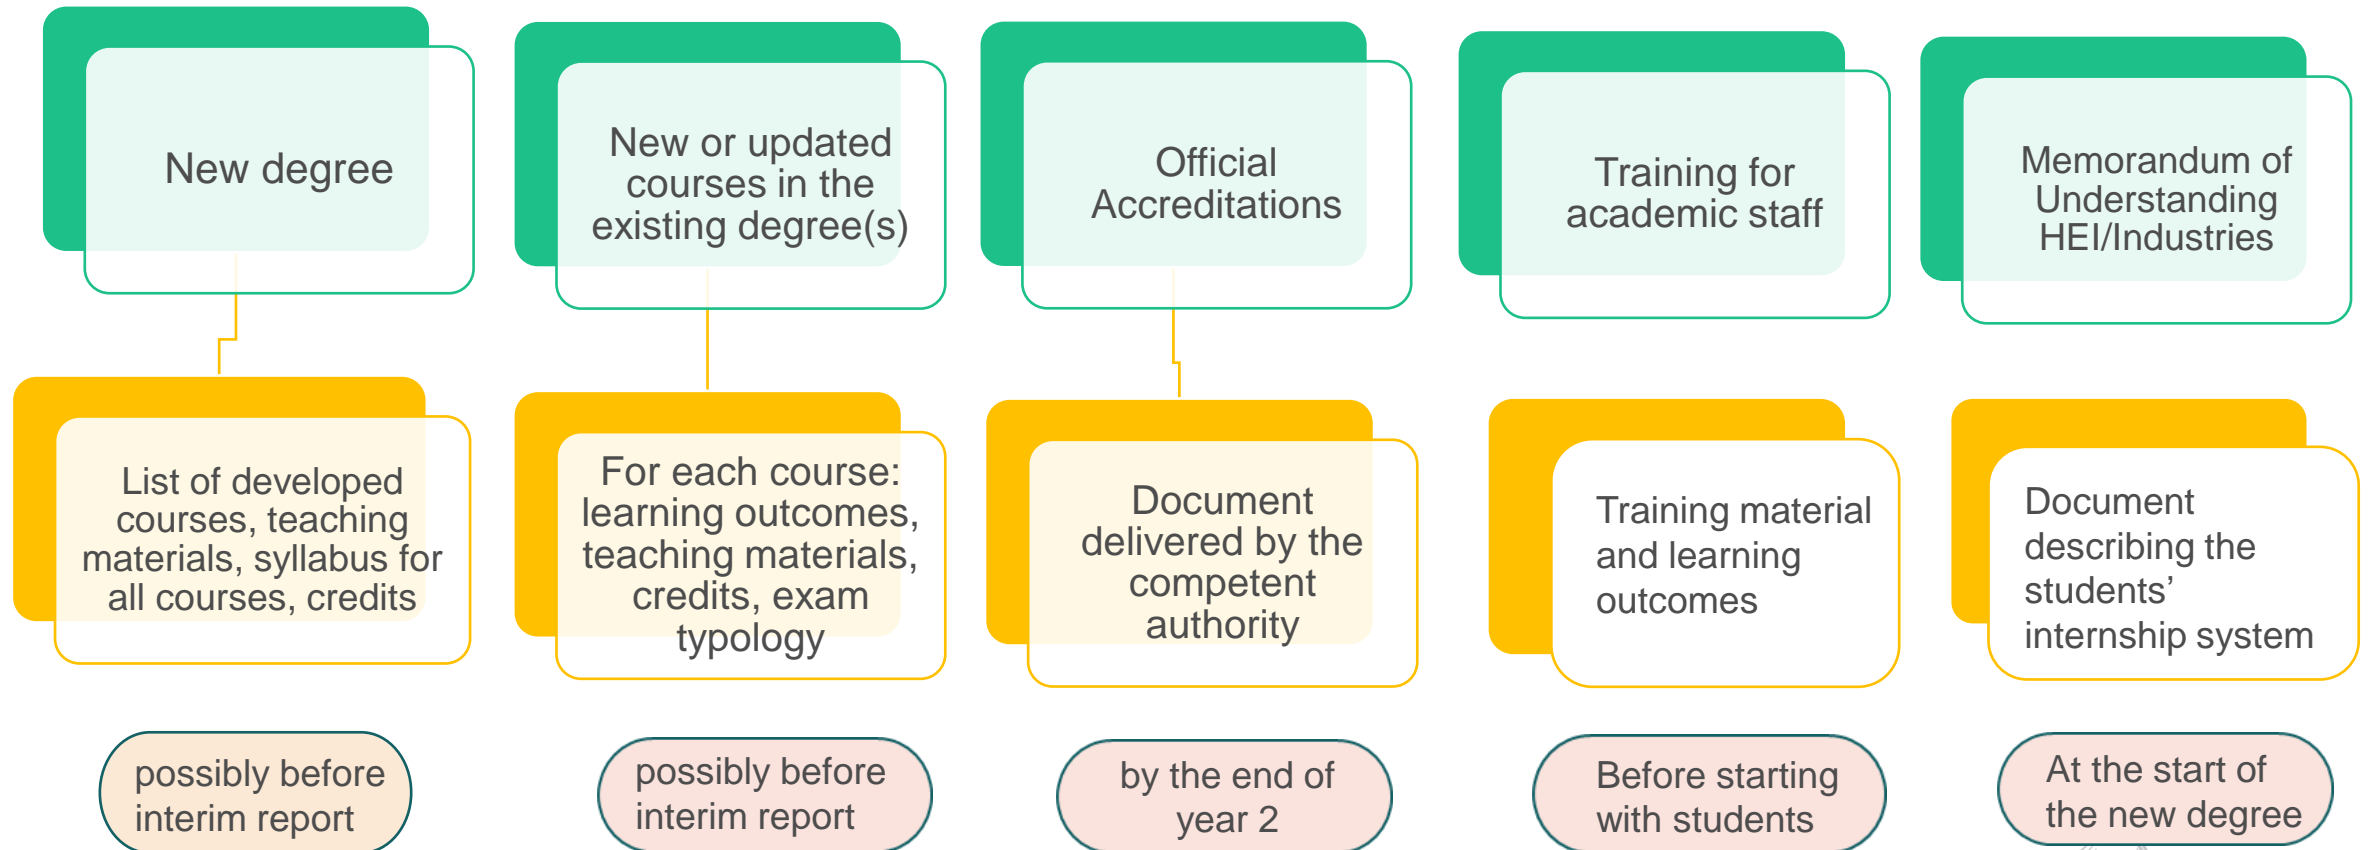 New degree
New or updated
courses in the
existing degree(s)
Official
Accreditations
Training for
academic staff
Memorandum of
Understanding
HEI/Industries
List of developed
courses, teaching
materials, syllabus for
all courses, credits
For each course:
learning outcomes,
teaching materials,
credits, exam
typology
Document
delivered by the
competent
authority
Training material
and learning
outcomes
Document
describing the
students’
internship system
possibly before
interim report
possibly before
interim report
by the end of
year 2
Before starting
with students
At the start of
the new degree